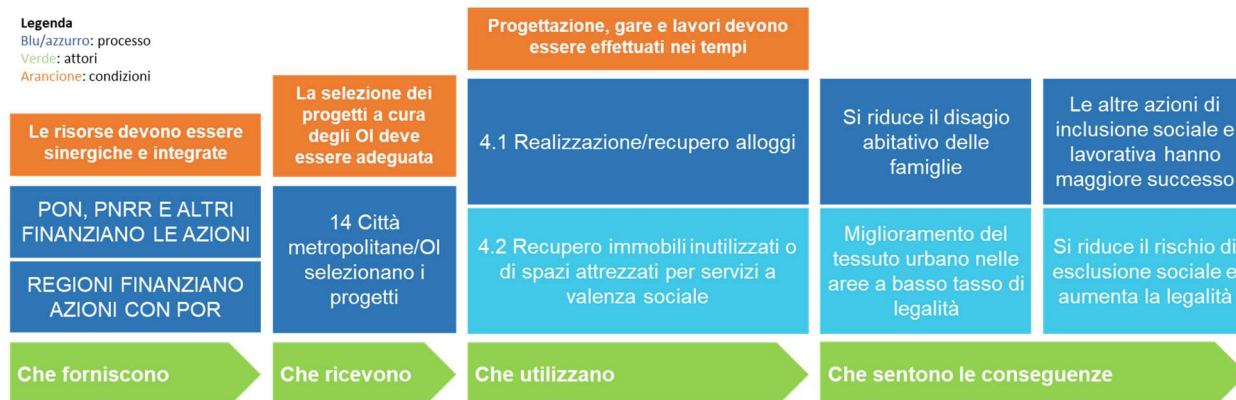 Legenda
Blu/azzurro: processo
Verde: attori
Arancione: condizioni
Le risorse devono essere
sinergiche e integrate
PON, PNRR E ALTRI
FINANZIANO LE AZIONI
REGIONI FINANZIANO
AZIONI CON POR
Che forniscono
La selezione dei
progetti a cura
degli OI deve
essere adeguata
14 Città
metropolitane/OI
selezionano i
progetti
Che ricevono
Progettazione, gare e lavori devono
essere effettuati nei tempi
4.1 Realizzazione/recupero alloggi
4.2 Recupero immobili inutilizzati o
di spazi attrezzati per servizi a
valenza sociale
Che utilizzano
Si riduce il disagio
abitativo delle
famiglie
Miglioramento del
tessuto urbano nelle
aree a basso tasso di
legalità
Le altre azioni di
inclusione sociale e
lavorativa hanno
maggiore successo
Si riduce il rischio di
esclusione sociale e
aumenta la legalità
Che sentono le conseguenze